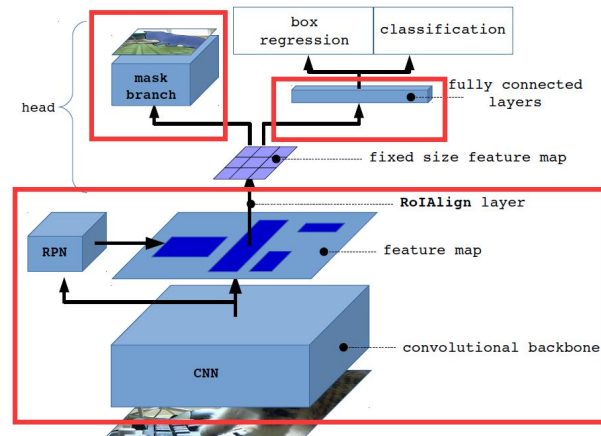 box
regression
classification
mask
branch
head
fully connected
layers
fixed size feature map
RoIAlign layer
RPN
feature map
convolutional backbone
CNN